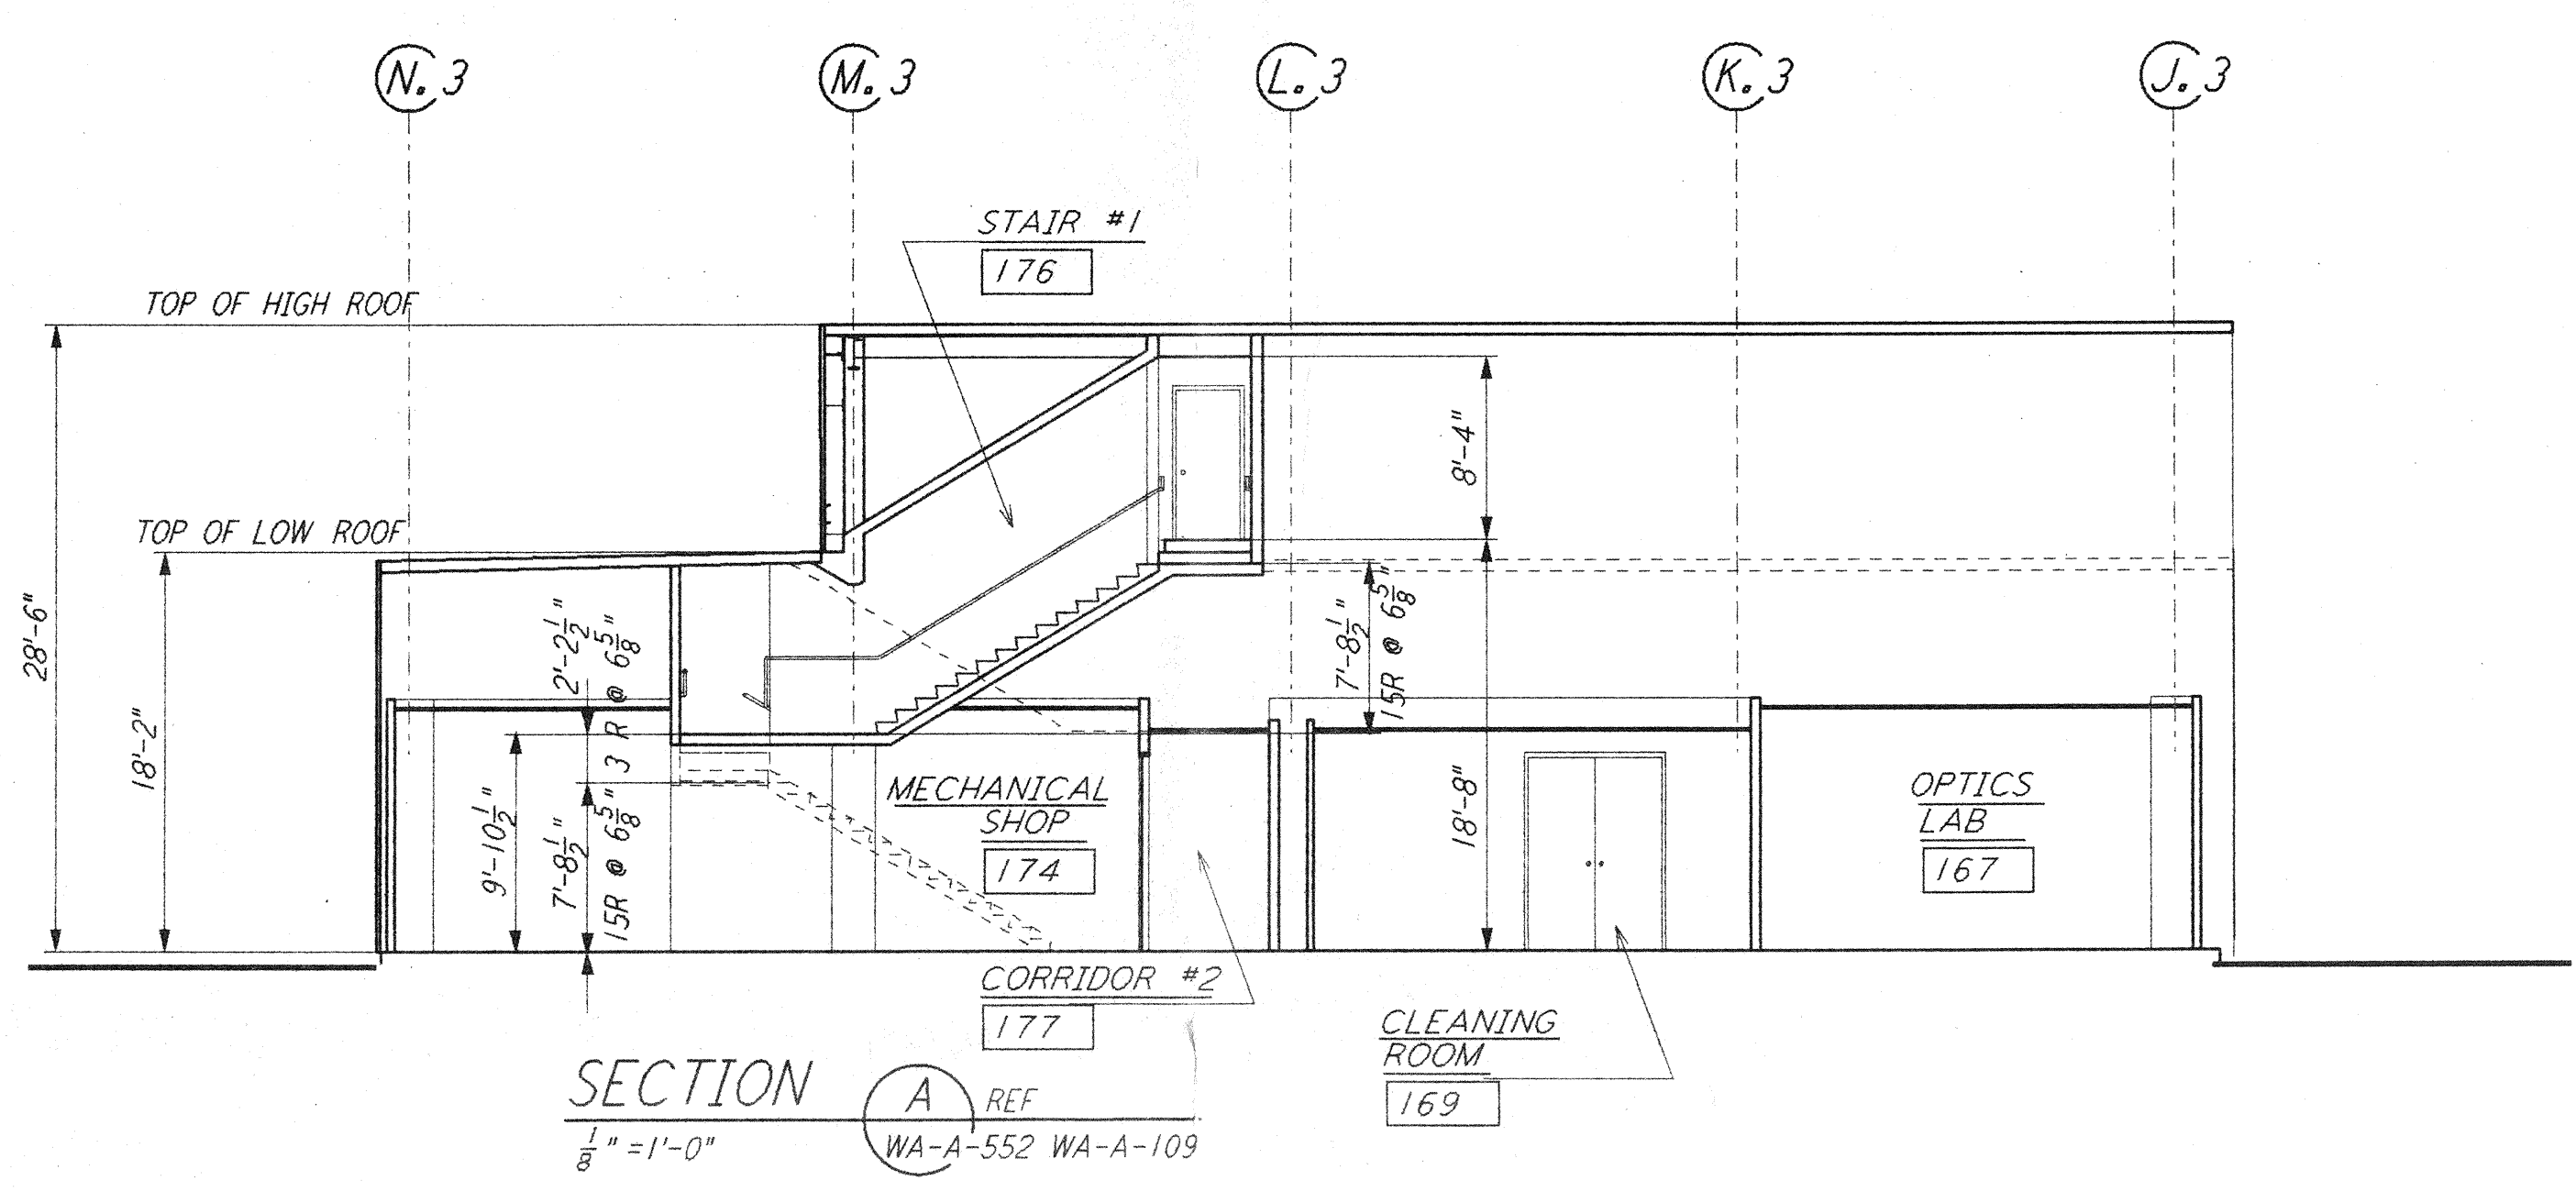 N.3 M.3 L.3 K.3 J.3
STAIR #1
176
TOP OF HIGH ROOF
TOP OF LOW ROOF
28'-6"
18'-2"
9'-10 1/2"
2'-2 1/2"
3 R @ 6 5/8"
7'-8 1/2"
15R @ 6 5/8"
8'-4"
7'-8 1/2"
15R @ 6 5/8"
18'-8"
MECHANICAL
SHOP
174
OPTICS
LAB
167
CORRIDOR #2
177
CLEANING
ROOM
169
SECTION A REF
1/8" =1'-0" WA-A-552 WA-A-109